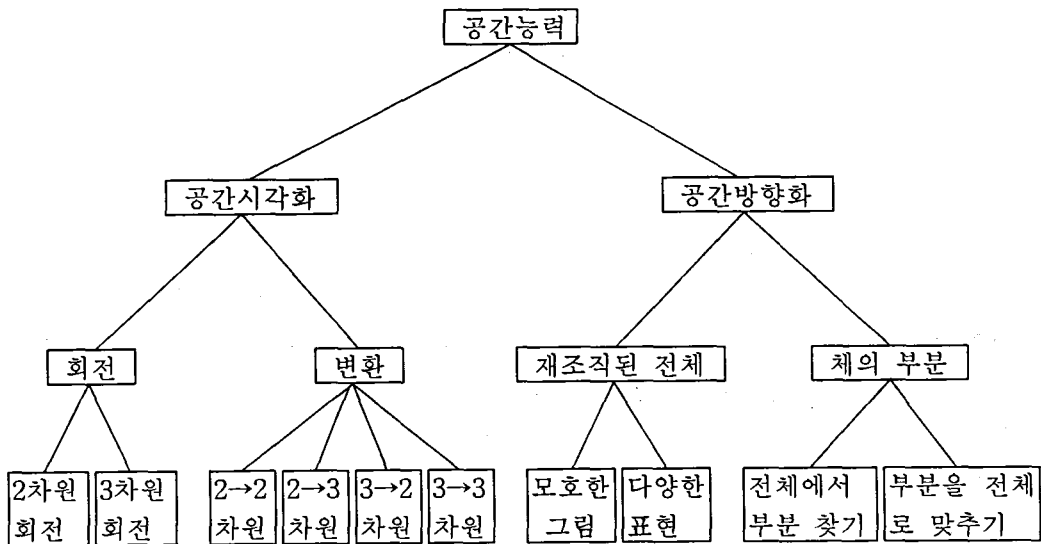 공간능력
공간시각화
공간방향화
회전
변환
재조직된 전체
체의 부분
2차원
회전
3차원
회전
2→2
차원
2→3
차원
3→2
차원
3→3
차원
모호한
그림
다양한
표현
전체에서
부분 찾기
부분을 전체
로 맞추기